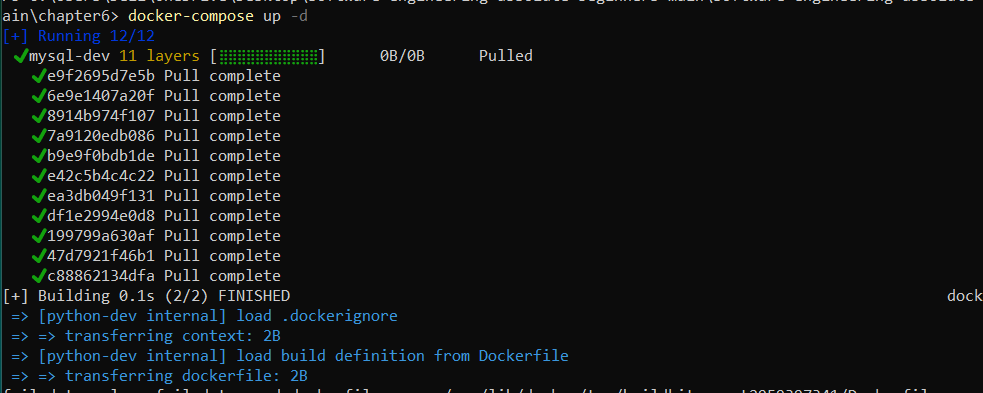 ain\chapter6> docker-compose up -d
[+] Running 12/12
✔mysql-dev 11 layers [⣿⣿⣿⣿⣿⣿⣿⣿⣿⣿⣿] 0B/0B Pulled
✔e9f2695d7e5b Pull complete
✔6e9e1407a20f Pull complete
✔8914b974f107 Pull complete
✔7a9120edb086 Pull complete
✔b9e9f0bdb1de Pull complete
✔e42c5b4c4c22 Pull complete
✔ea3db049f131 Pull complete
✔df1e2994e0d8 Pull complete
✔199799a630af Pull complete
✔47d7921f46b1 Pull complete
✔c88862134dfa Pull complete
[+] Building 0.1s (2/2) FINISHED dock
=> [python-dev internal] load .dockerignore
=> => transferring context: 2B
=> [python-dev internal] load build definition from Dockerfile
=> => transferring dockerfile: 2B